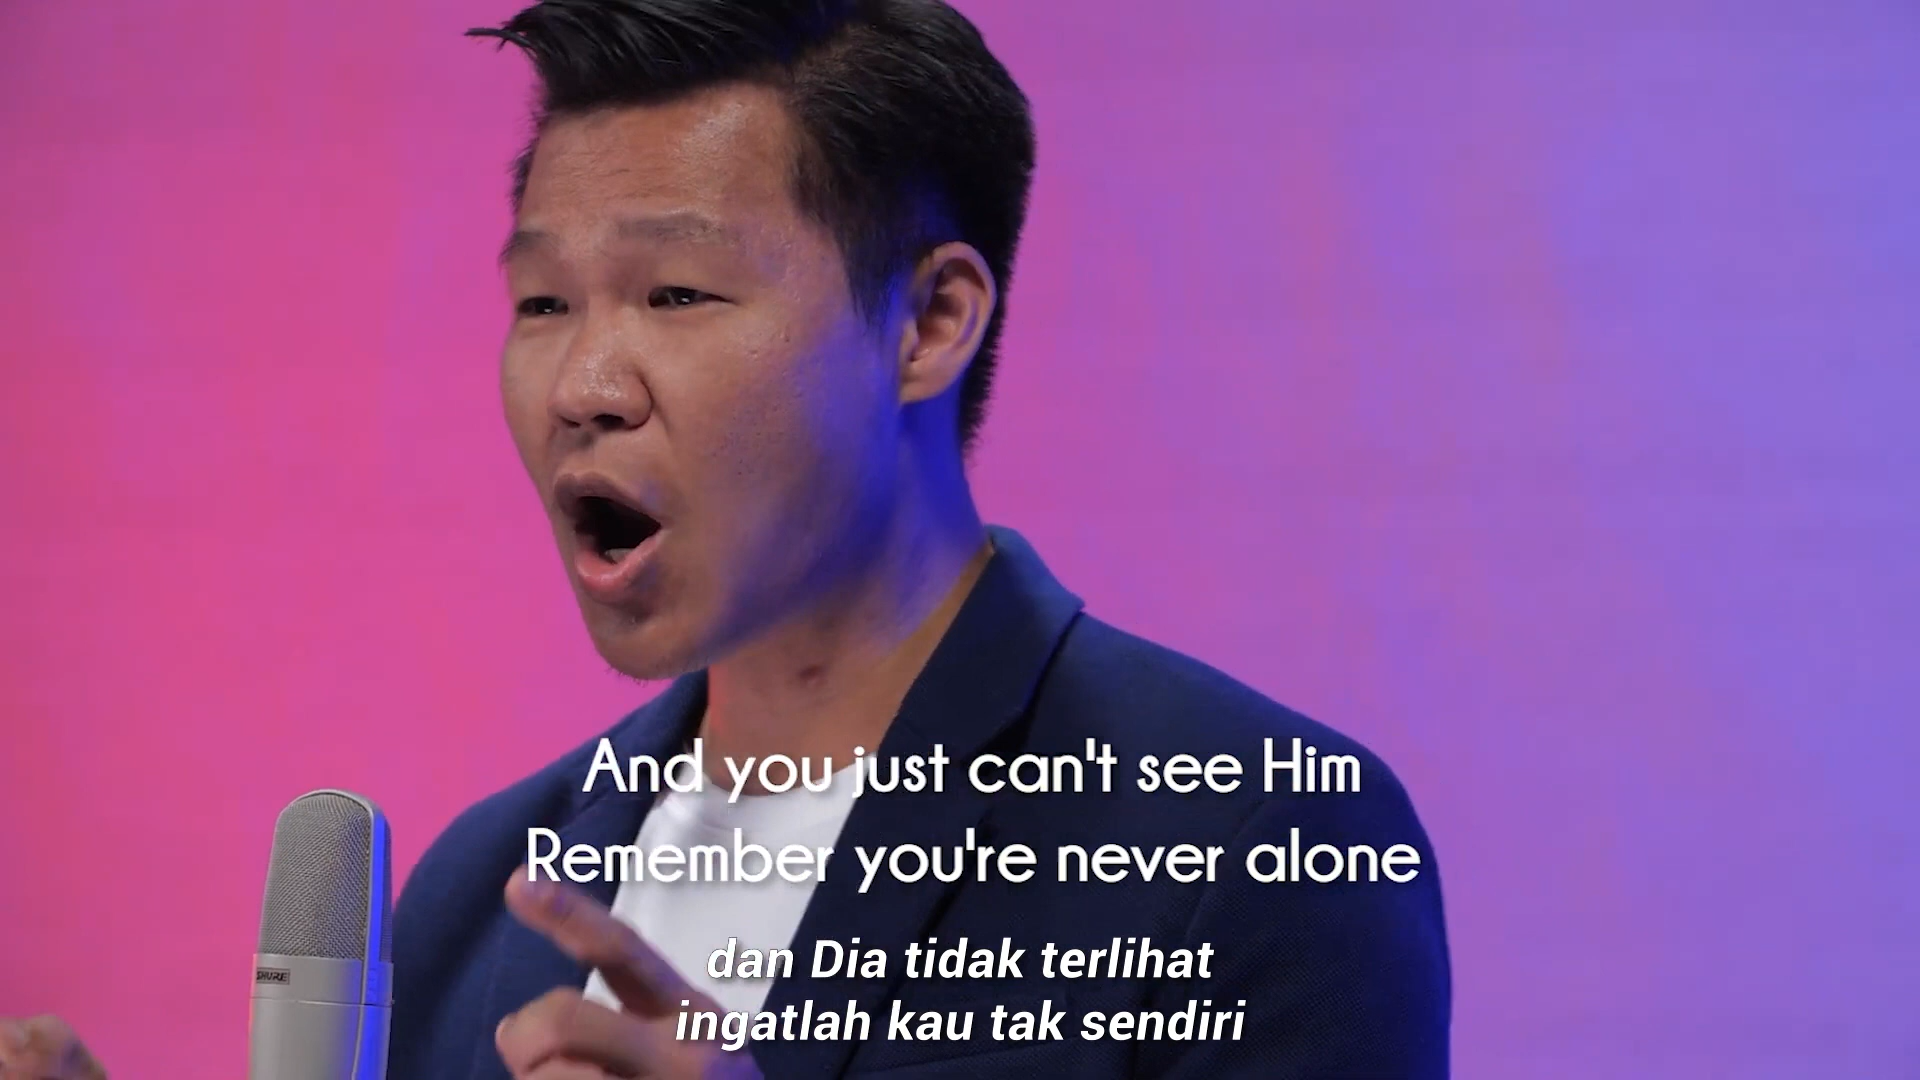 And you just can't see Him
Remember you're never alone
SHURE
dan Dia tidak terlihat
ingatlah kau tak sendiri